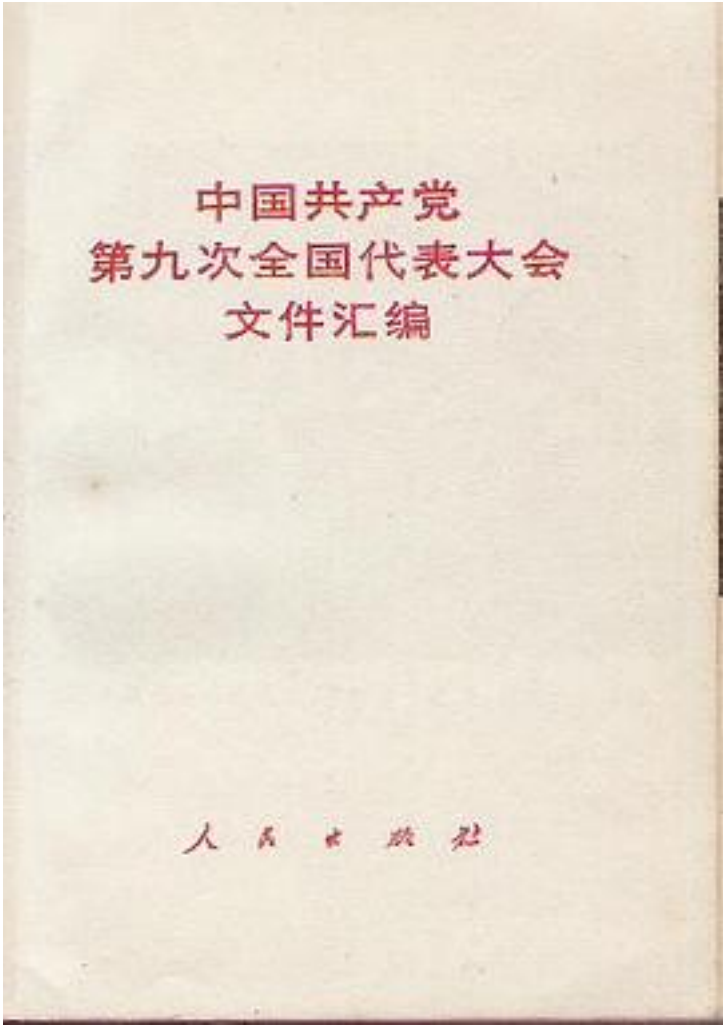 中国共产党
第九次全国代表大会
文件汇编
人民出版社